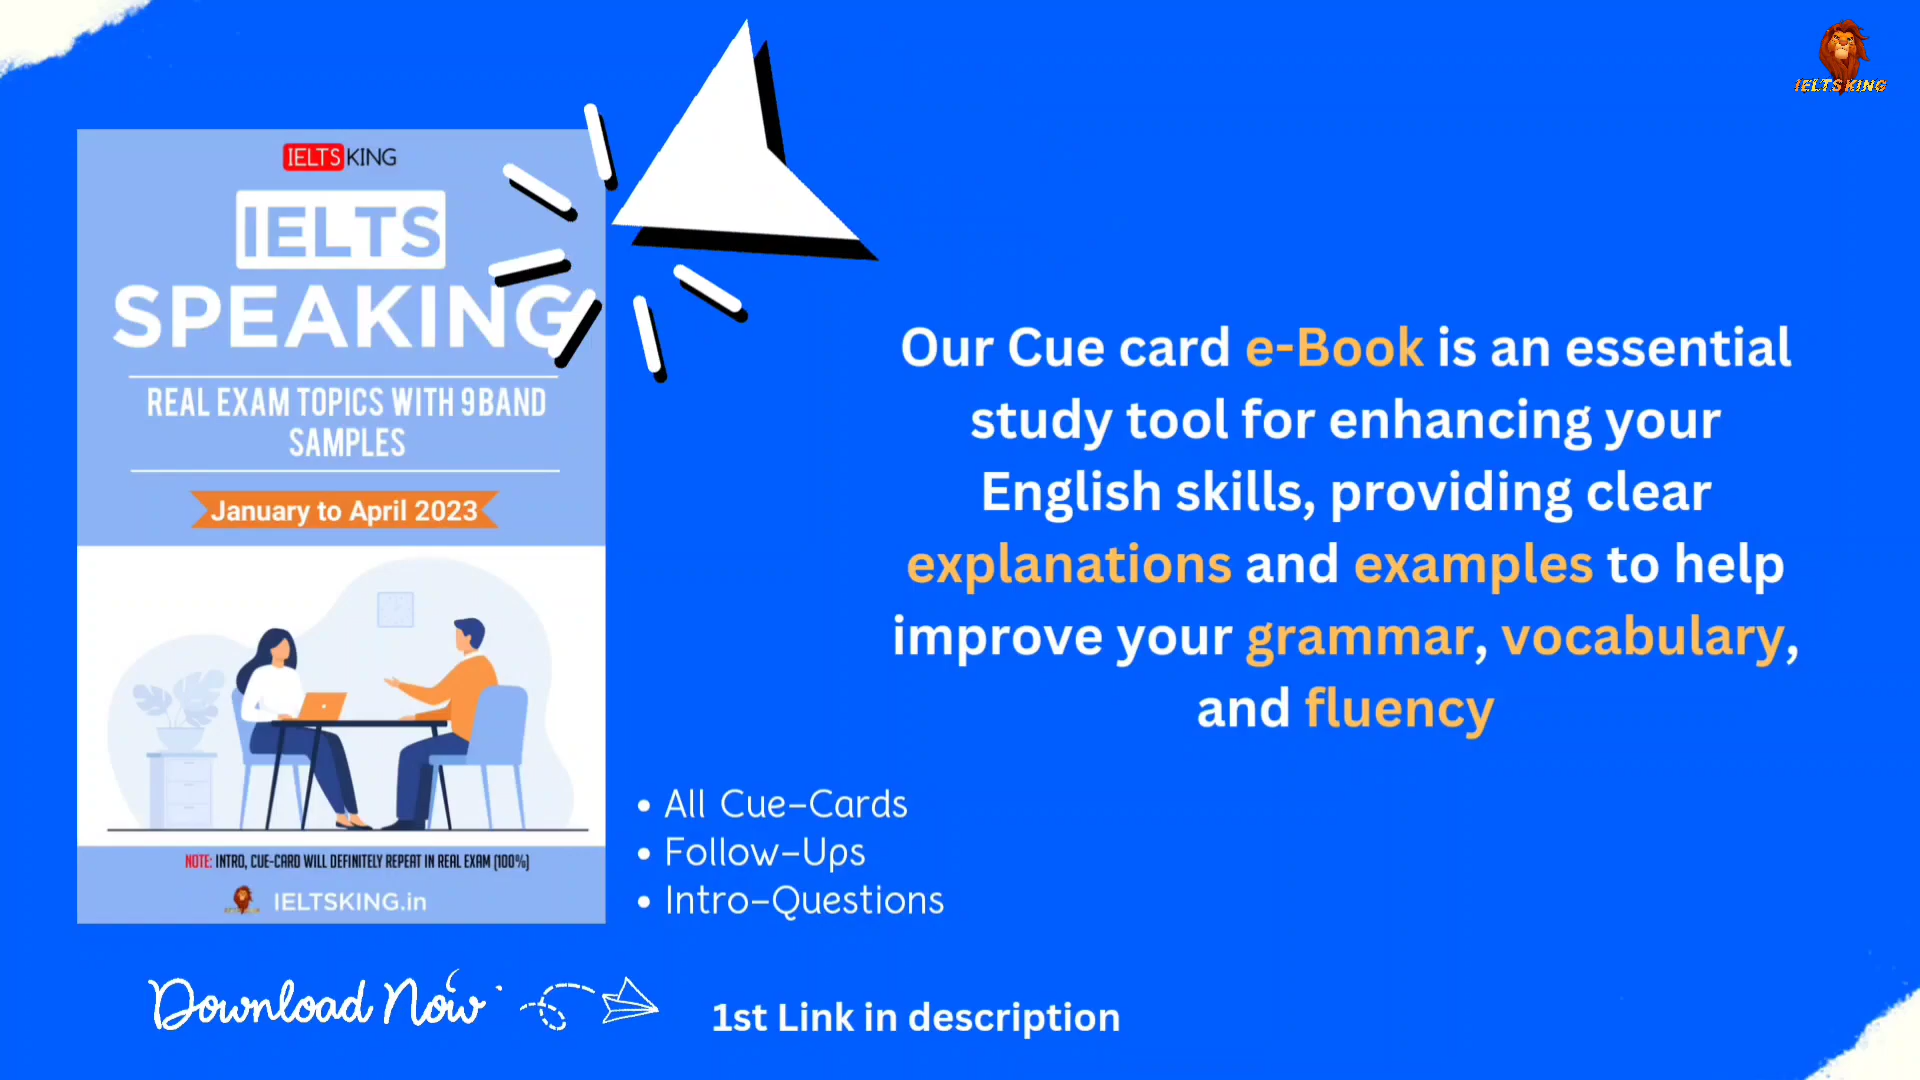 IELTS KING
IELTS KING
IELTS
SPEAKING
REAL EXAM TOPICS WITH 9BAND
SAMPLES
January to April 2023
NOTE: INTRO, CUE-CARD WILL DEFINITELY REPEAT IN REAL EXAM (100%)
IELTSKING.in
Our Cue card e-Book is an essential
study tool for enhancing your
English skills, providing clear
explanations and examples to help
improve your grammar, vocabulary,
and fluency
• All Cue-Cards
• Follow-Ups
• Intro-Questions
Download Now
1st Link in description